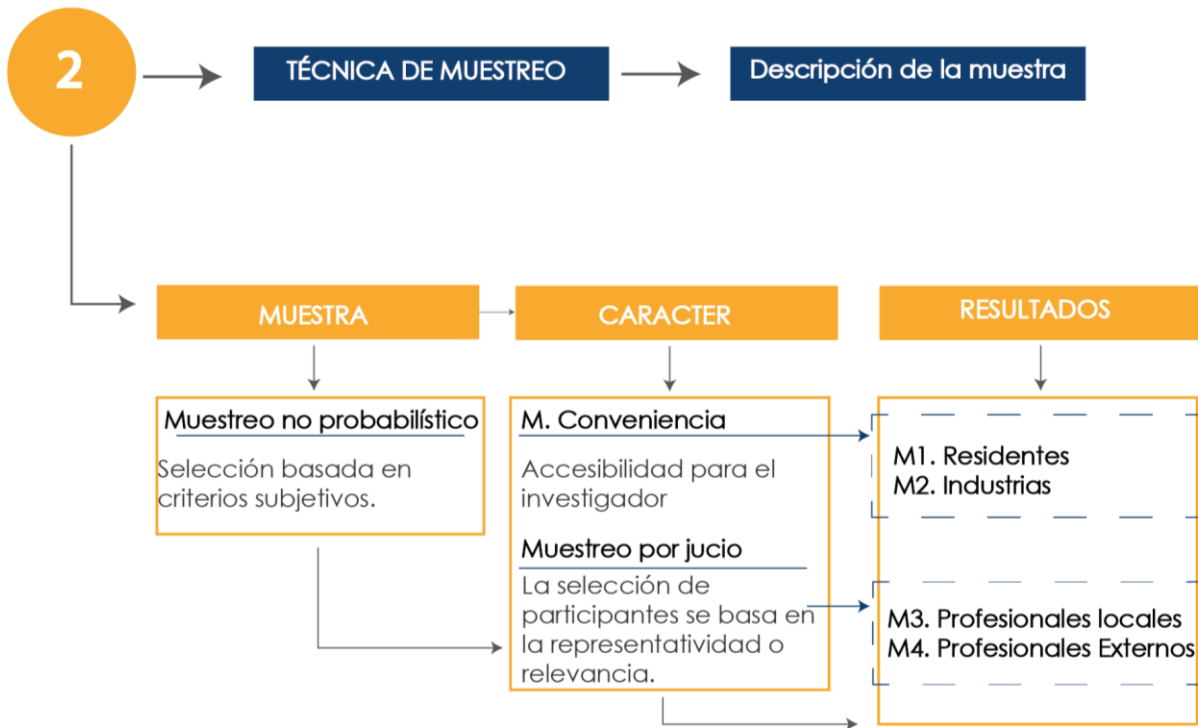 2
TÉCNICA DE MUESTREO
Descripción de la muestra
MUESTRA
CARACTER
RESULTADOS
Muestreo no probabilístico
Selección basada en
criterios subjetivos.
M. Conveniencia
Accesibilidad para el
investigador
Muestreo por jucio
La selección de
participantes se basa en
la representatividad o
relevancia.
M1. Residentes
M2. Industrias
M3. Profesionales locales
M4. Profesionales Externos